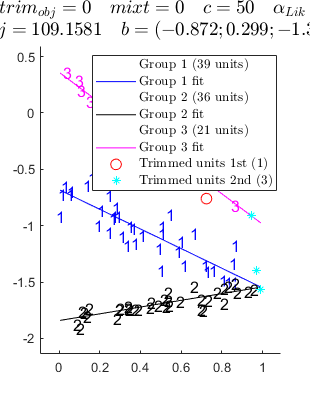 trim_obj = 0 mixt = 0 c = 50 α_Lik
j = 109.1581 b = (−0.872; 0.299; −1.3
Group 1 (39 units)
Group 1 fit
Group 2 (36 units)
Group 2 fit
Group 3 (21 units)
Group 3 fit
Trimmed units 1st (1)
Trimmed units 2nd (3)
0.5
0
-0.5
-1
-1.5
-2
0 0.2 0.4 0.6 0.8 1